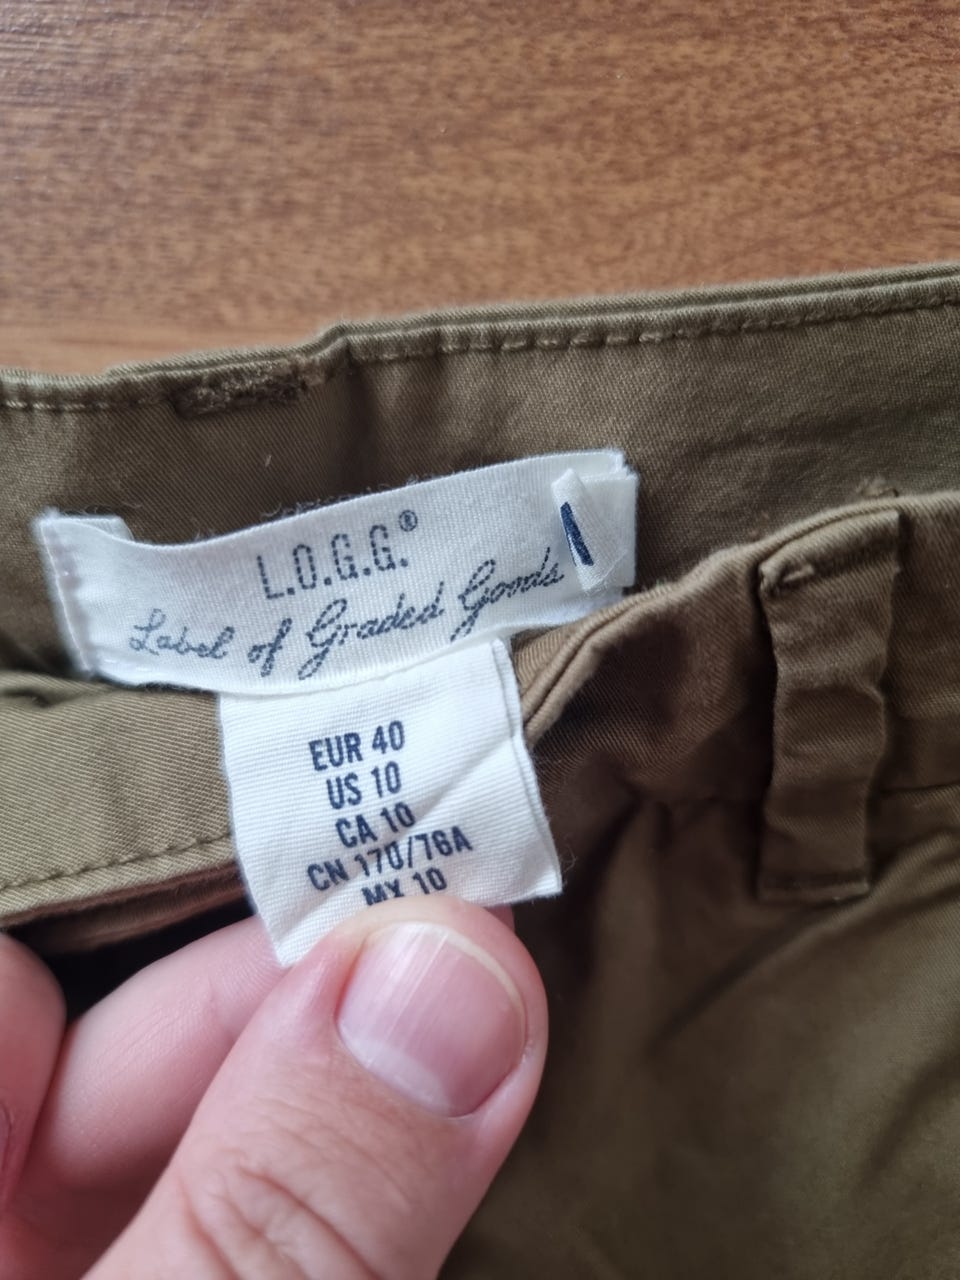 L.O.G.G.®
Label of Graded Goods
EUR 40
US 10
CA 10
CN 170/76A
MX 10